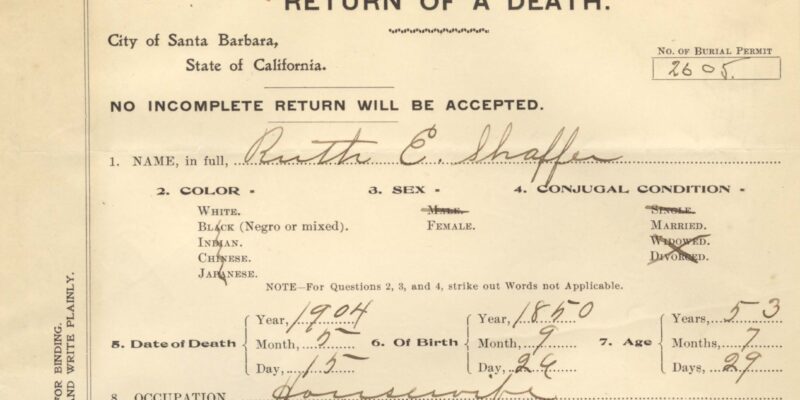 RETURN OF A DEATH.
City of Santa Barbara,
State of California.
No. of Burial Permit
2605.
NO INCOMPLETE RETURN WILL BE ACCEPTED.
1. NAME, in full, Ruth E. Shaffer
2. COLOR - 3. SEX - 4. CONJUGAL CONDITION -
White. Male. Single.
Black (Negro or mixed). Female. Married.
Indian. Widowed.
Chinese. Divorced.
Japanese.
NOTE—For Questions 2, 3, and 4, strike out Words not Applicable.
Year, 1904 Year, 1850 Years, 53
5. Date of Death Month, 5 6. Of Birth Month, 9 7. Age Months, 7
Day, 15 Day, 24 Days, 29
8. OCCUPATION Housewife
FOR BINDING.
AND WRITE PLAINLY.